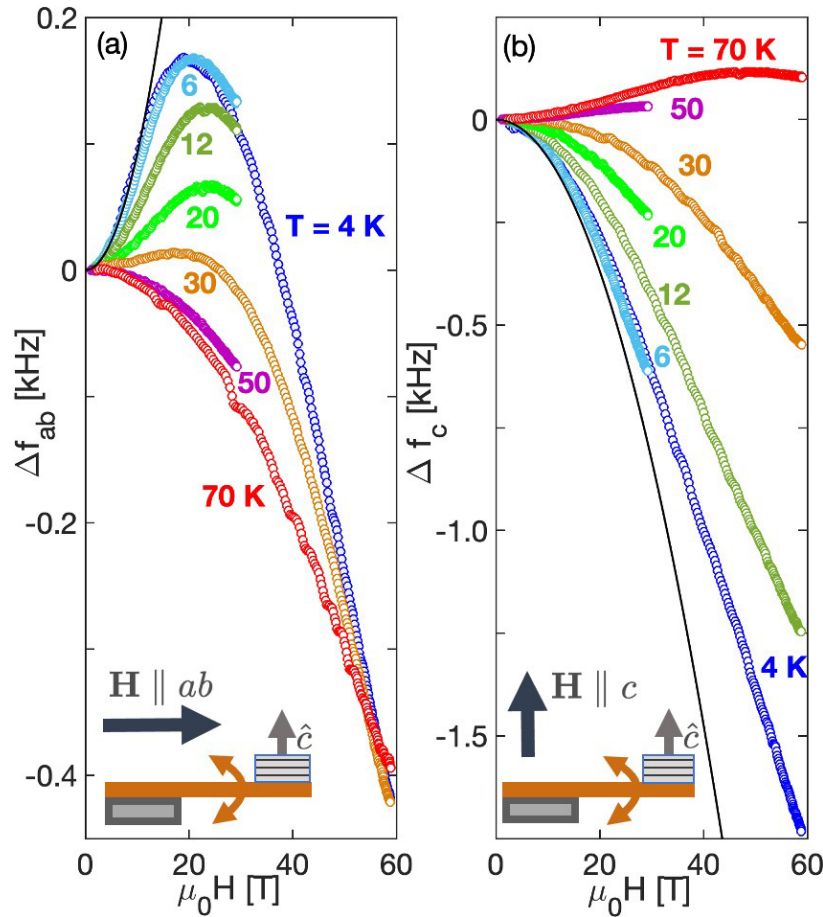 (a)
(b)
0.2
0
-0.2
-0.4
Δf_ab [kHz]
6
12
20
30
50
70 K
T = 4 K
H ∥ ab
ĉ
0 20 40 60
μ₀H [T]
0
-0.5
-1.0
-1.5
Δ f_c [kHz]
T = 70 K
50
30
20
12
6
4 K
H ∥ c
ĉ
0 20 40 60
μ₀H [T]